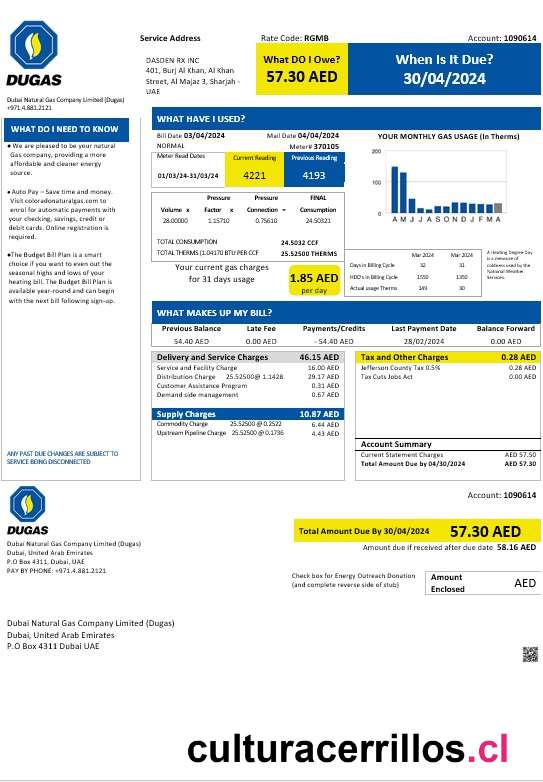 DUGAS
Dubai Natural Gas Company Limited (Dugas)
+971.4.881.2121
Service Address
DASDEN RX INC
401, Burj Al Khan, Al Khan
Street, Al Majaz 3, Sharjah -
UAE
Rate Code: RGMB
Account: 1090614
What Do I Owe?
57.30 AED
When Is It Due?
30/04/2024
WHAT DO I NEED TO KNOW
● We are pleased to be your natural
Gas company, providing a more
affordable and cleaner energy
source.
● Auto Pay – Save time and money.
Visit coloradonaturalgas.com to
enrol for automatic payments with
your checking, savings, credit or
debit cards. Online registration is
required.
●The Budget Bill Plan is a smart
choice if you want to even out the
seasonal highs and lows of your
heating bill. The Budget Bill Plan is
available year-round and can begin
with the next bill following sign-up.
ANY PAST DUE CHARGES ARE SUBJECT TO
SERVICE BEING DISCONNECTED
WHAT HAVE I USED?
Bill Date 03/04/2024 Mail Date 04/04/2024
NORMAL Meter# 370105
Meter Read Dates Current Reading Previous Reading
01/03/24-31/03/24 4221 4193
Pressure Pressure FINAL
Volume x Factor x Connection = Consumption
28.00000 1.15710 0.75610 24.50321
TOTAL CONSUMPTION 24.5032 CCF
TOTAL THERMS (1.04170 BTU PER CCF 25.52500 THERMS
Your current gas charges
for 31 days usage
1.85 AED
per day
YOUR MONTHLY GAS USAGE (In Therms)
200
100
0
A M J J A S O N D J F M A
Mar 2024 Mar 2024
Days in Billing Cycle 32 31
HDD's in Billing Cycle 1550 1350
Actual usage Therms 149 30
A Heating Degree Day
is a measure of
coldness used by the
National Weather
Services
WHAT MAKES UP MY BILL?
Previous Balance Late Fee Payments/Credits Last Payment Date Balance Forward
54.40 AED 0.00 AED - 54.40 AED 28/02/2024 0.00 AED
Delivery and Service Charges 46.15 AED
Service and Facility Charge 16.00 AED
Distribution Charge 25.52500@ 1.1428 29.17 AED
Customer Assistance Program 0.31 AED
Demand side management 0.67 AED
Supply Charges 10.87 AED
Commodity Charge 25.52500 @ 0.2522 6.44 AED
Upstream Pipeline Charge 25.52500 @ 0.1736 4.43 AED
Tax and Other Charges 0.28 AED
Jefferson County Tax 0.5% 0.28 AED
Tax Cuts Jobs Act 0.00 AED
Account Summary
Current Statement Charges AED 57.50
Total Amount Due by 04/30/2024 AED 57.30
DUGAS
Dubai Natural Gas Company Limited (Dugas)
Dubai, United Arab Emirates
P.O Box 4311, Dubai, UAE
PAY BY PHONE: +971.4.881.2121
Account: 1090614
Total Amount Due By 30/04/2024 57.30 AED
Amount due if received after due date 58.16 AED
Check box for Energy Outreach Donation
(and complete reverse side of stub)
Amount
Enclosed
AED
Dubai Natural Gas Company Limited (Dugas)
Dubai, United Arab Emirates
P.O Box 4311 Dubai UAE
culturacerrillos.cl